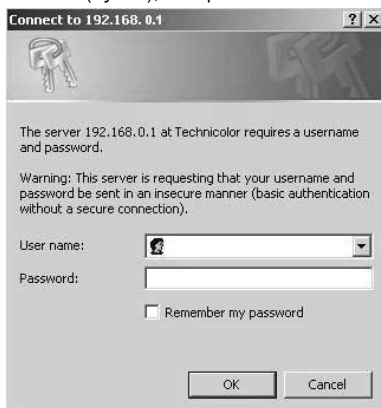 Connect to 192.168. 0.1
The server 192.168.0.1 at Technicolor requires a username
and password.
Warning: This server is requesting that your username and
password be sent in an insecure manner (basic authentication
without a secure connection).
User name:
Password:
Remember my password
OK Cancel